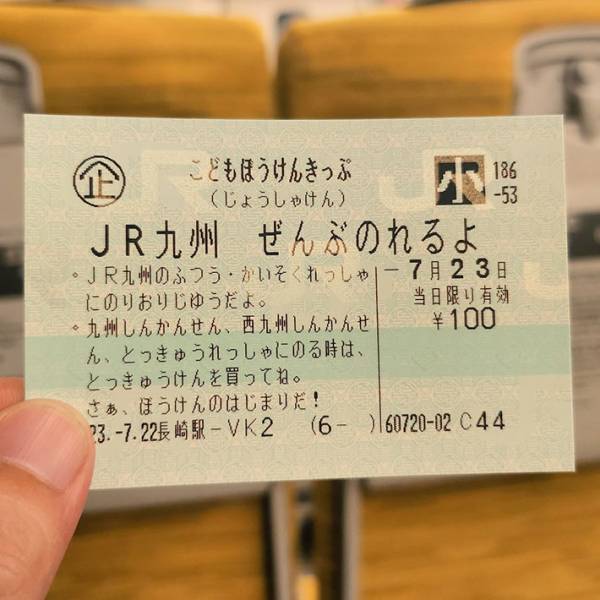 企 こどもぼうけんきっぷ 小 186
(じょうしゃけん) -53
JR九州 ぜんぶのれるよ
・JR九州のふつう・かいそくれっしゃ
にのりおりじゆうだよ。
・九州しんかんせん、西九州しんかんせ
ん、とっきゅうれっしゃにのる時は、
とっきゅうけんを買ってね。
さぁ、ぼうけんのはじまりだ！
-7月23日
当日限り有効
¥100
23.-7.22長崎駅-VK2 (6- )60720-02 C44